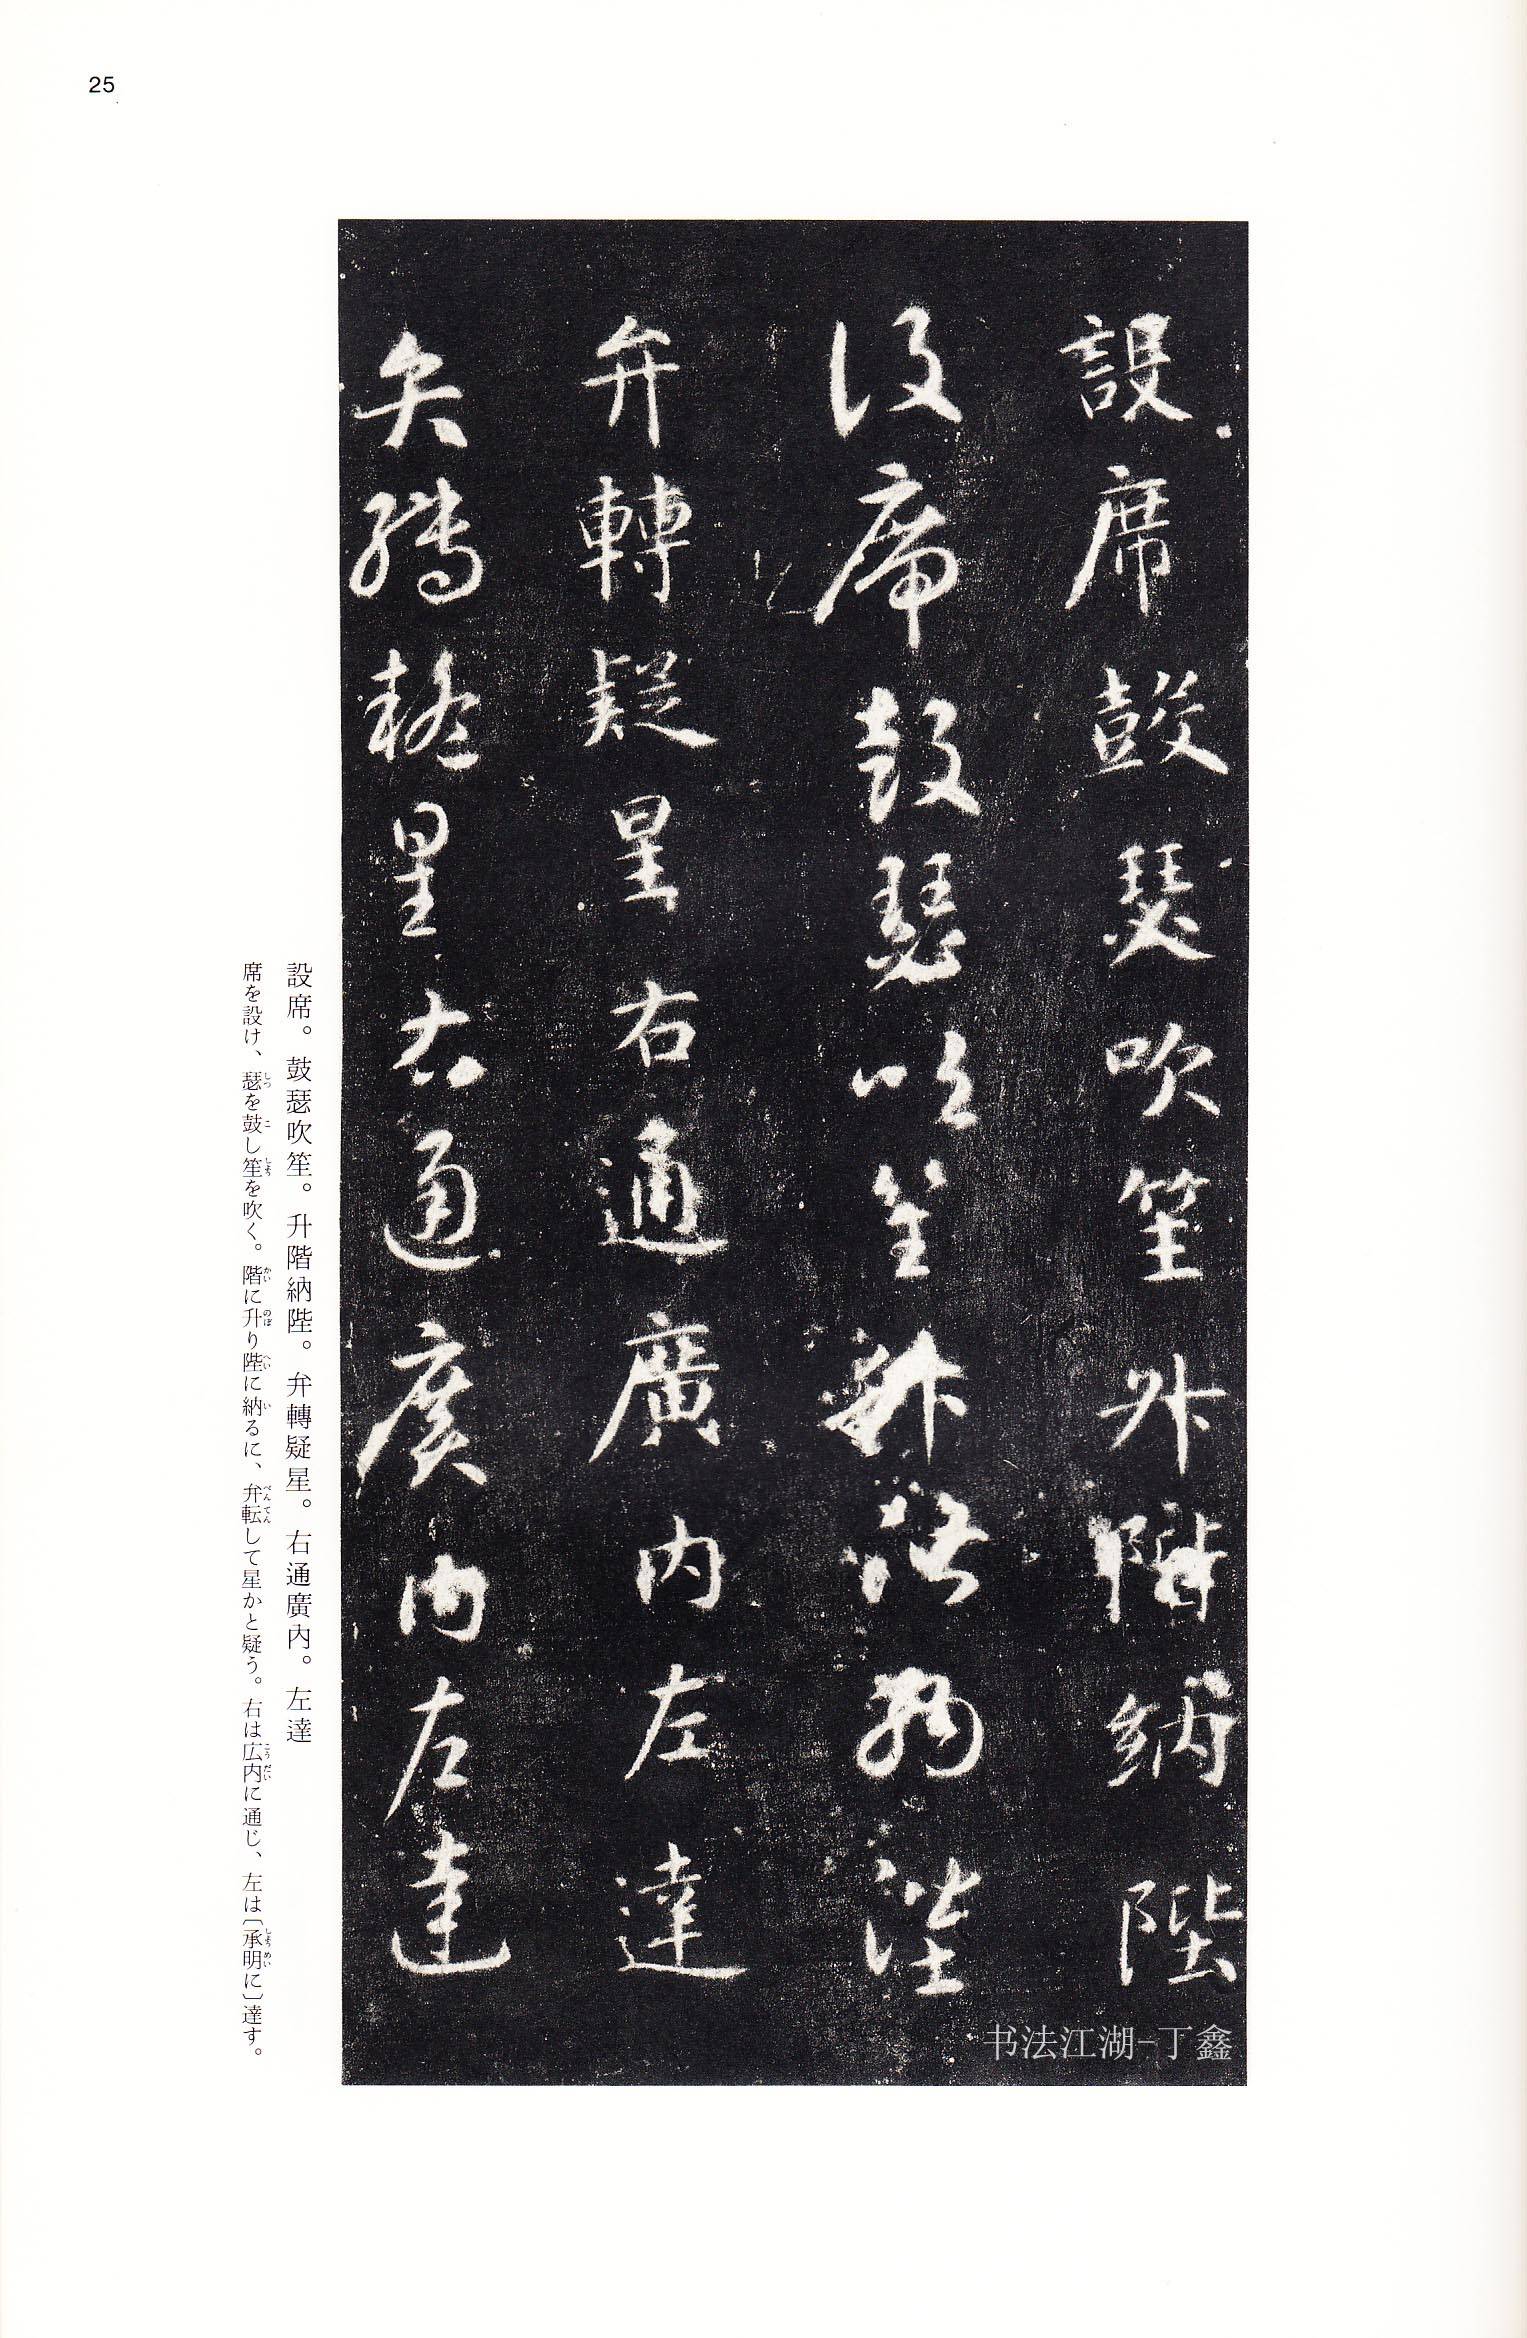 25
設席鼓瑟吹笙升階納陛
設席鼓瑟吹笙升階納陛
弁轉疑星右通廣內左達
弁轉疑星右通廣內左達
設席。鼓瑟吹笙。升階納陛。弁轉疑星。右通廣內。左達
席を設け、瑟を鼓し笙を吹く。階に升り陛に納るに、弁転して星かと疑う。右は広内に通じ、左は〔承明に〕達す。
书法江湖-丁鑫